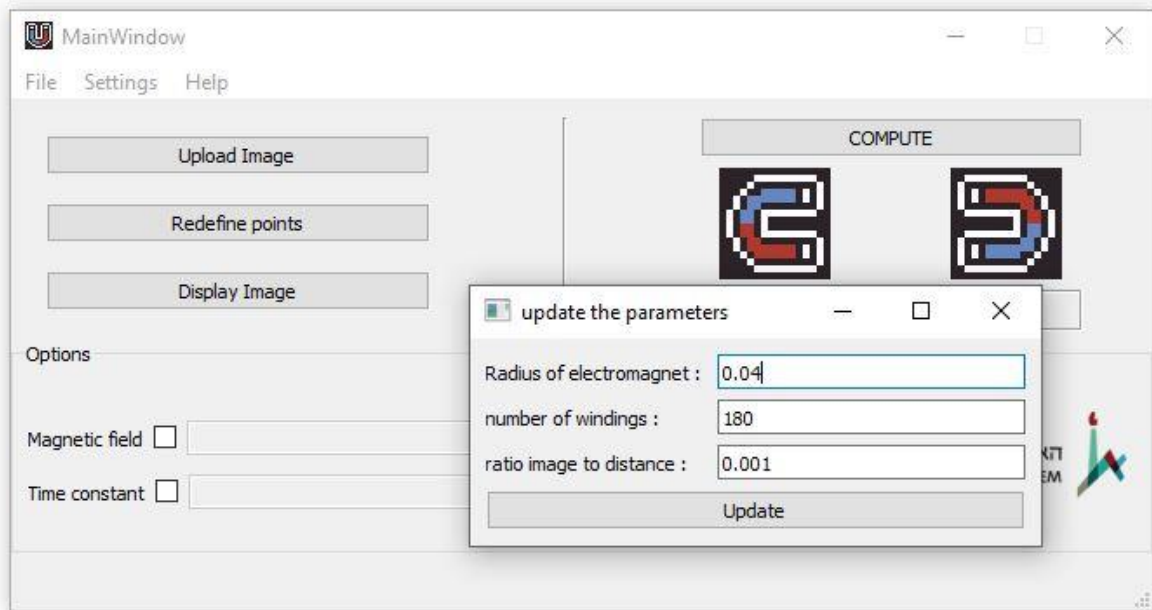 MainWindow
File Settings Help
Upload Image
COMPUTE
Redefine points
Display Image
update the parameters
Options
Radius of electromagnet : 0.04
number of windings : 180
Magnetic field
ratio image to distance : 0.001
Time constant
Update